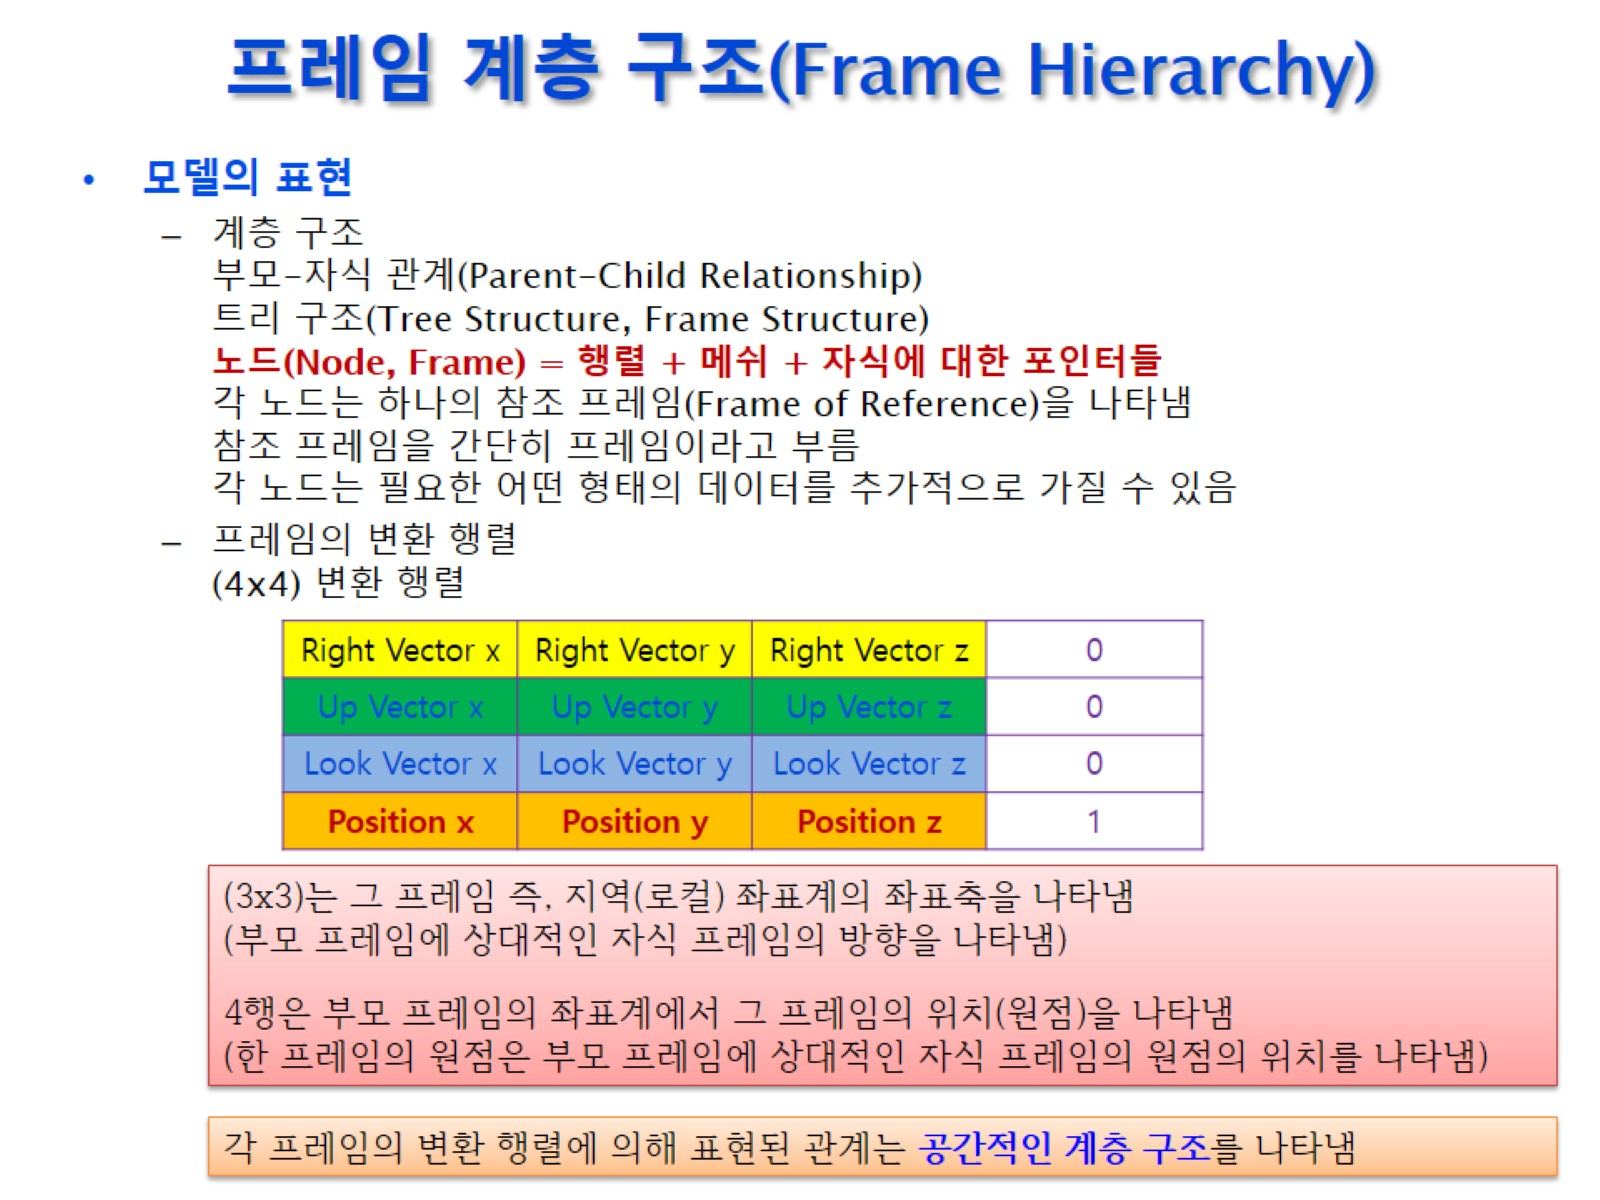 프레임 계층 구조(Frame Hierarchy)
• 모델의 표현
– 계층 구조
부모-자식 관계(Parent-Child Relationship)
트리 구조(Tree Structure, Frame Structure)
노드(Node, Frame) = 행렬 + 메쉬 + 자식에 대한 포인터들
각 노드는 하나의 참조 프레임(Frame of Reference)을 나타냄
참조 프레임을 간단히 프레임이라고 부름
각 노드는 필요한 어떤 형태의 데이터를 추가적으로 가질 수 있음
– 프레임의 변환 행렬
(4x4) 변환 행렬
Right Vector x Right Vector y Right Vector z 0
Up Vector x Up Vector y Up Vector z 0
Look Vector x Look Vector y Look Vector z 0
Position x Position y Position z 1
(3x3)는 그 프레임 즉, 지역(로컬) 좌표계의 좌표축을 나타냄
(부모 프레임에 상대적인 자식 프레임의 방향을 나타냄)
4행은 부모 프레임의 좌표계에서 그 프레임의 위치(원점)을 나타냄
(한 프레임의 원점은 부모 프레임에 상대적인 자식 프레임의 원점의 위치를 나타냄)
각 프레임의 변환 행렬에 의해 표현된 관계는 공간적인 계층 구조를 나타냄